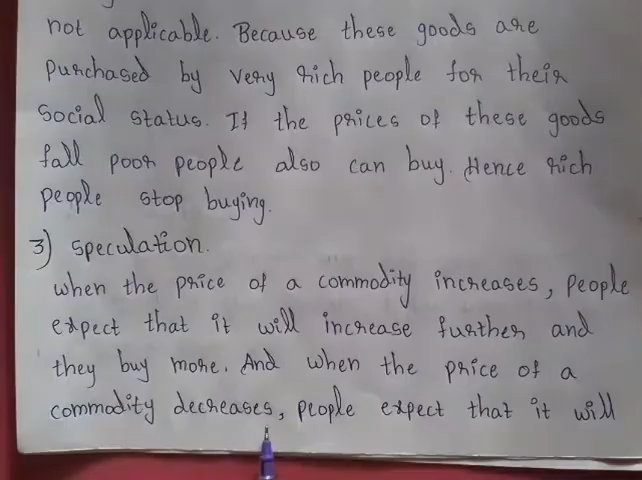 not applicable. Because these goods are
purchased by very rich people for their
social status. If the prices of these goods
fall poor people also can buy. Hence rich
people stop buying.
3) speculation.
when the price of a commodity increases, people
expect that it will increase further and
they buy more. And when the price of a
commodity decreases, people expect that it will